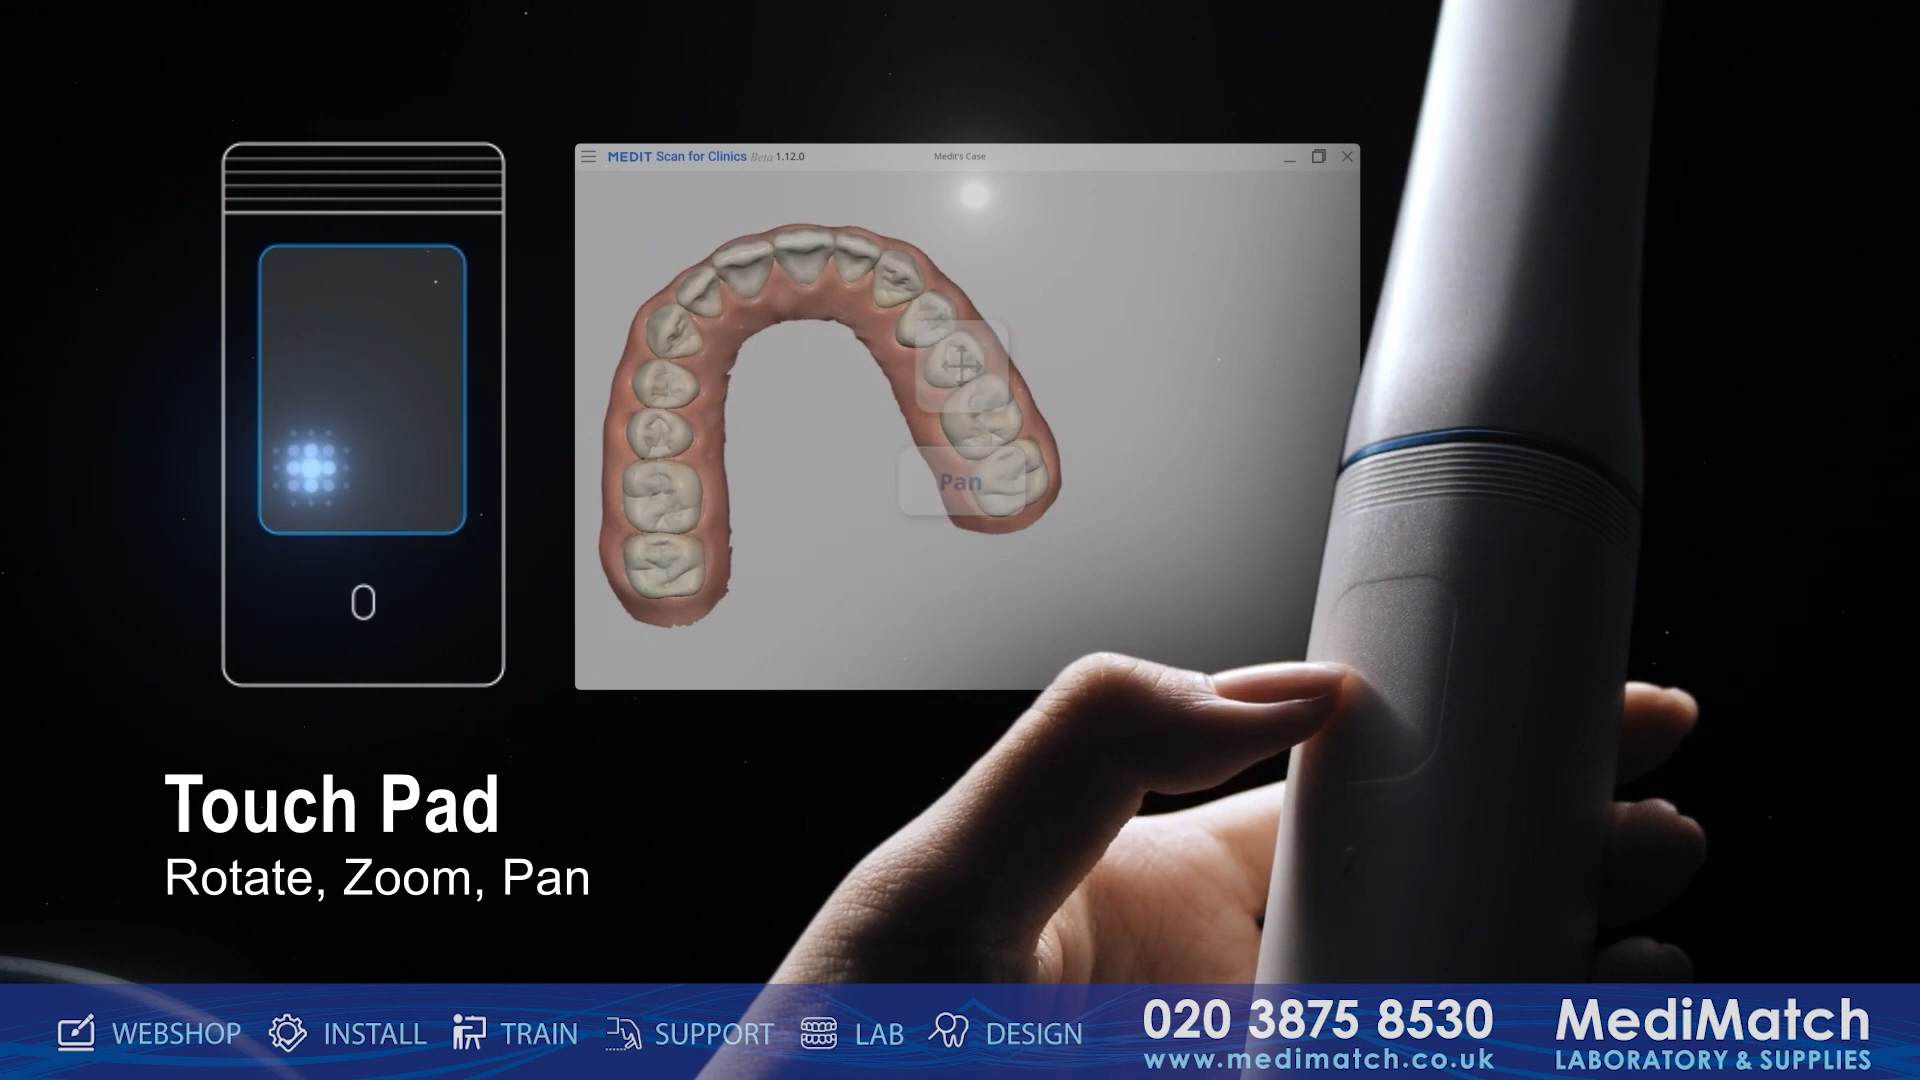 MEDIT Scan for Clinics Beta 1.12.0
Medit's Case
Pan
Touch Pad
Rotate, Zoom, Pan
WEBSHOP
INSTALL
TRAIN
SUPPORT
LAB
DESIGN
020 3875 8530
www.medimatch.co.uk
MediMatch
LABORATORY & SUPPLIES